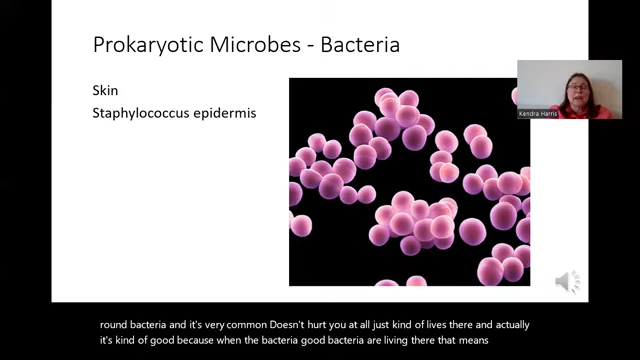 Prokaryotic Microbes - Bacteria
Skin
Staphylococcus epidermis
Kendra Harris
round bacteria and it's very common Doesn't hurt you at all just kind of lives there and actually
it's kind of good because when the bacteria good bacteria are living there that means